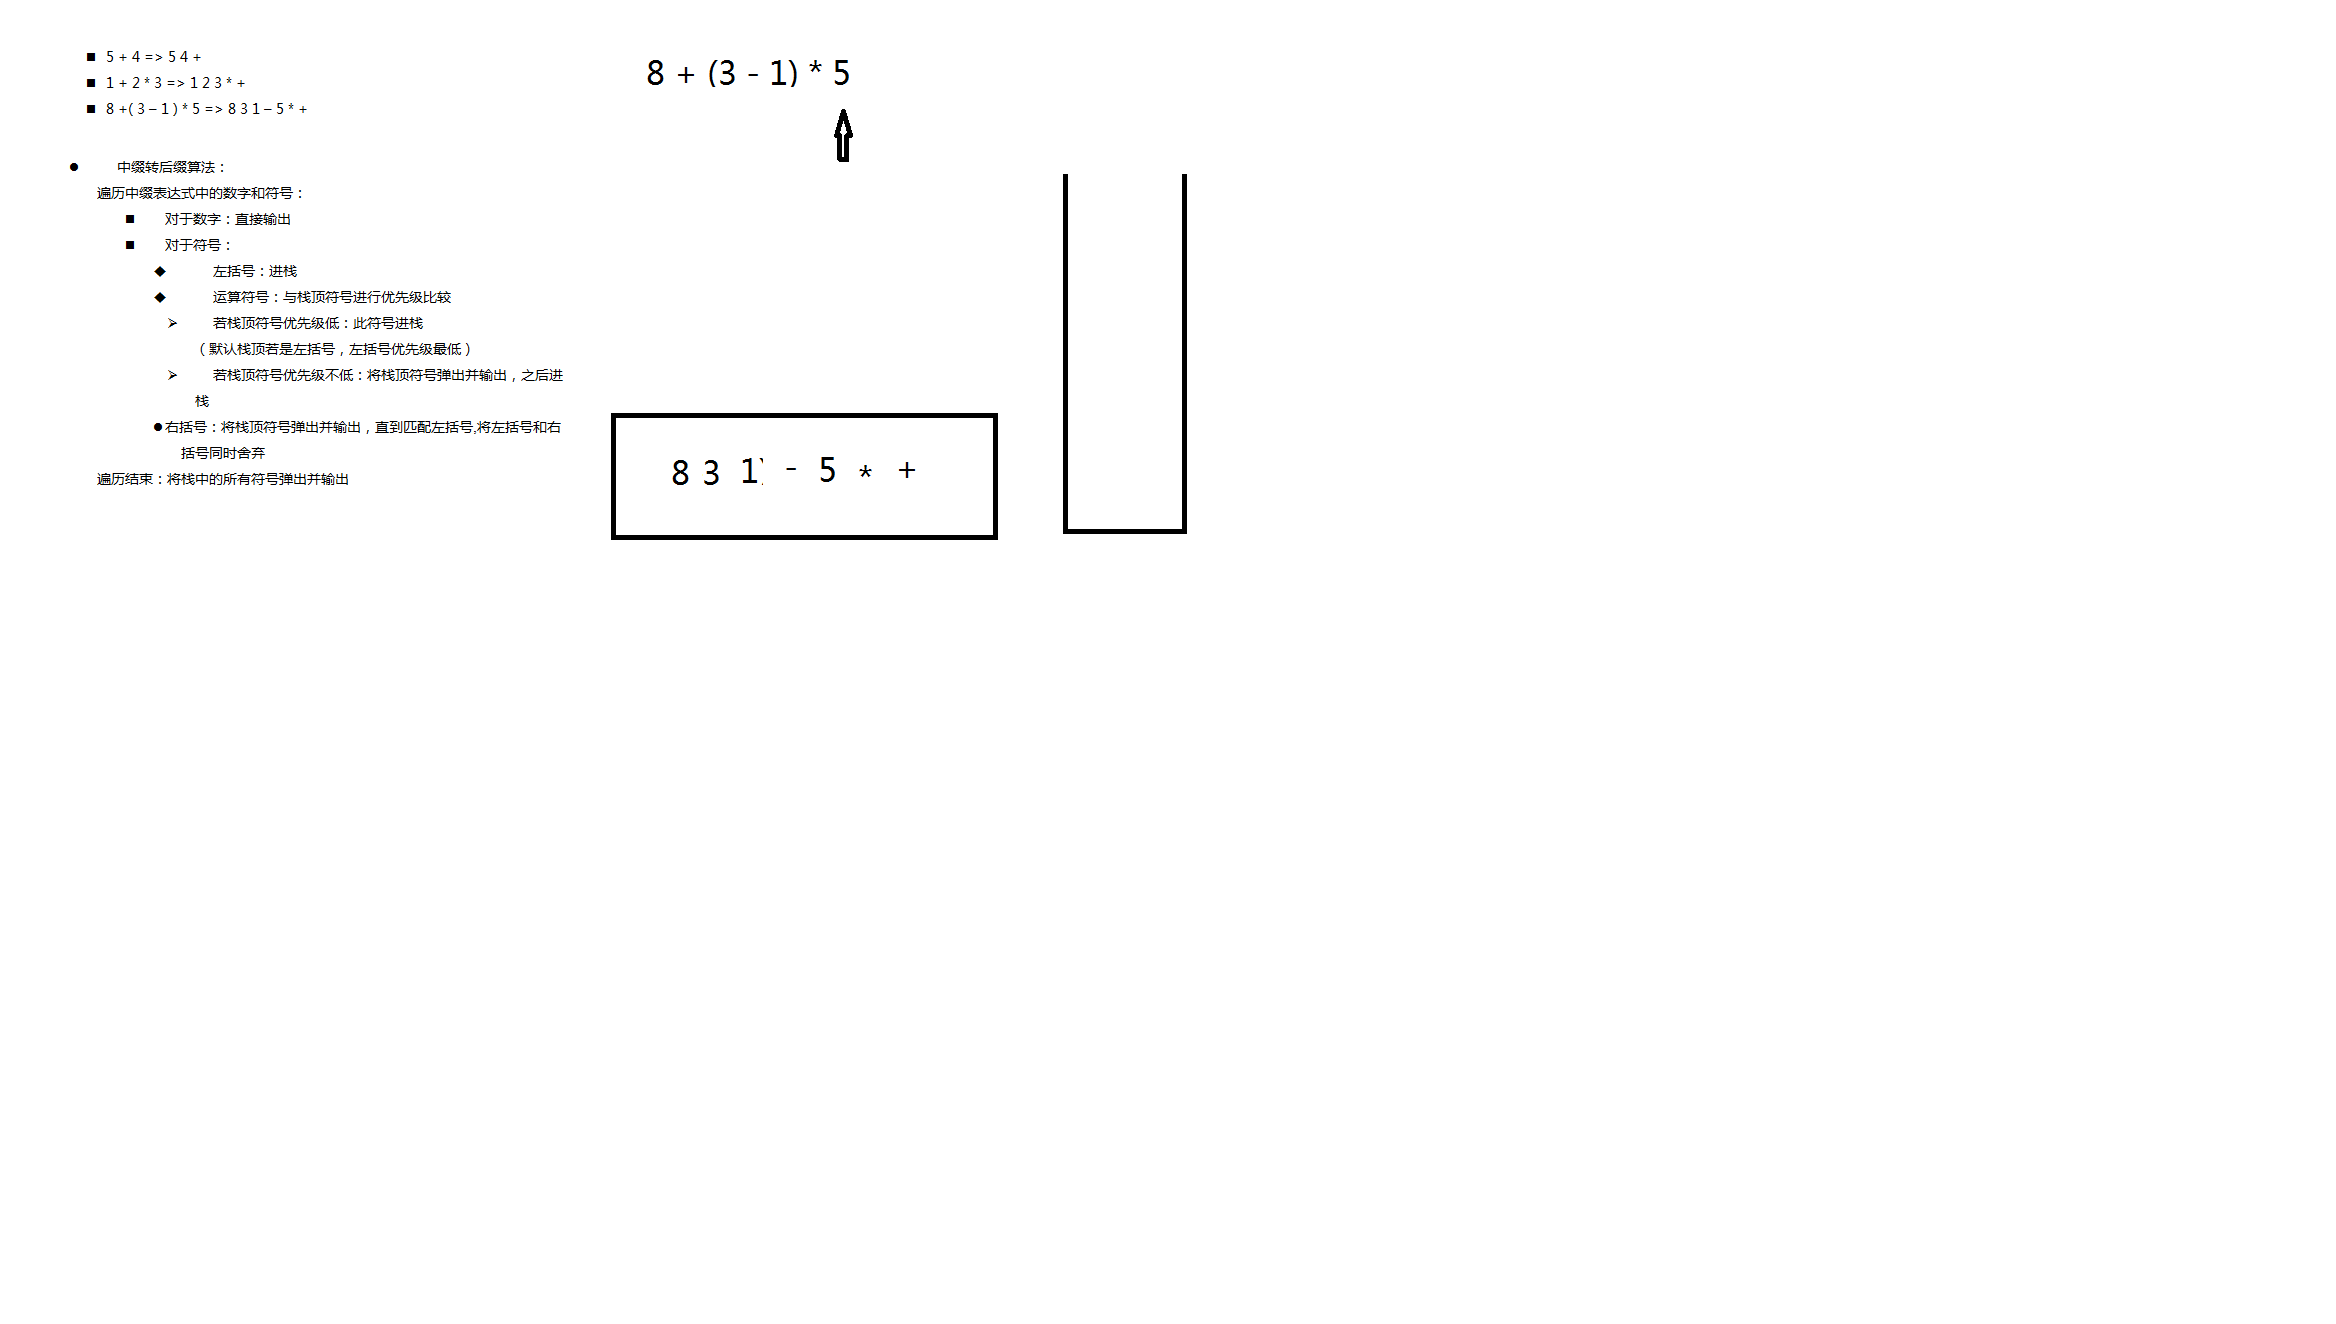 ■ 5 + 4 => 5 4 +
■ 1 + 2 * 3 => 1 2 3 * +
■ 8 +( 3 – 1 ) * 5 => 8 3 1 – 5 * +
● 中缀转后缀算法：
遍历中缀表达式中的数字和符号：
■ 对于数字：直接输出
■ 对于符号：
◆ 左括号：进栈
◆ 运算符号：与栈顶符号进行优先级比较
➢ 若栈顶符号优先级低：此符号进栈
（默认栈顶若是左括号，左括号优先级最低）
➢ 若栈顶符号优先级不低：将栈顶符号弹出并输出，之后进
栈
●右括号：将栈顶符号弹出并输出，直到匹配左括号,将左括号和右
括号同时舍弃
遍历结束：将栈中的所有符号弹出并输出
8 + (3 - 1) * 5
8 3 1) - 5 * +